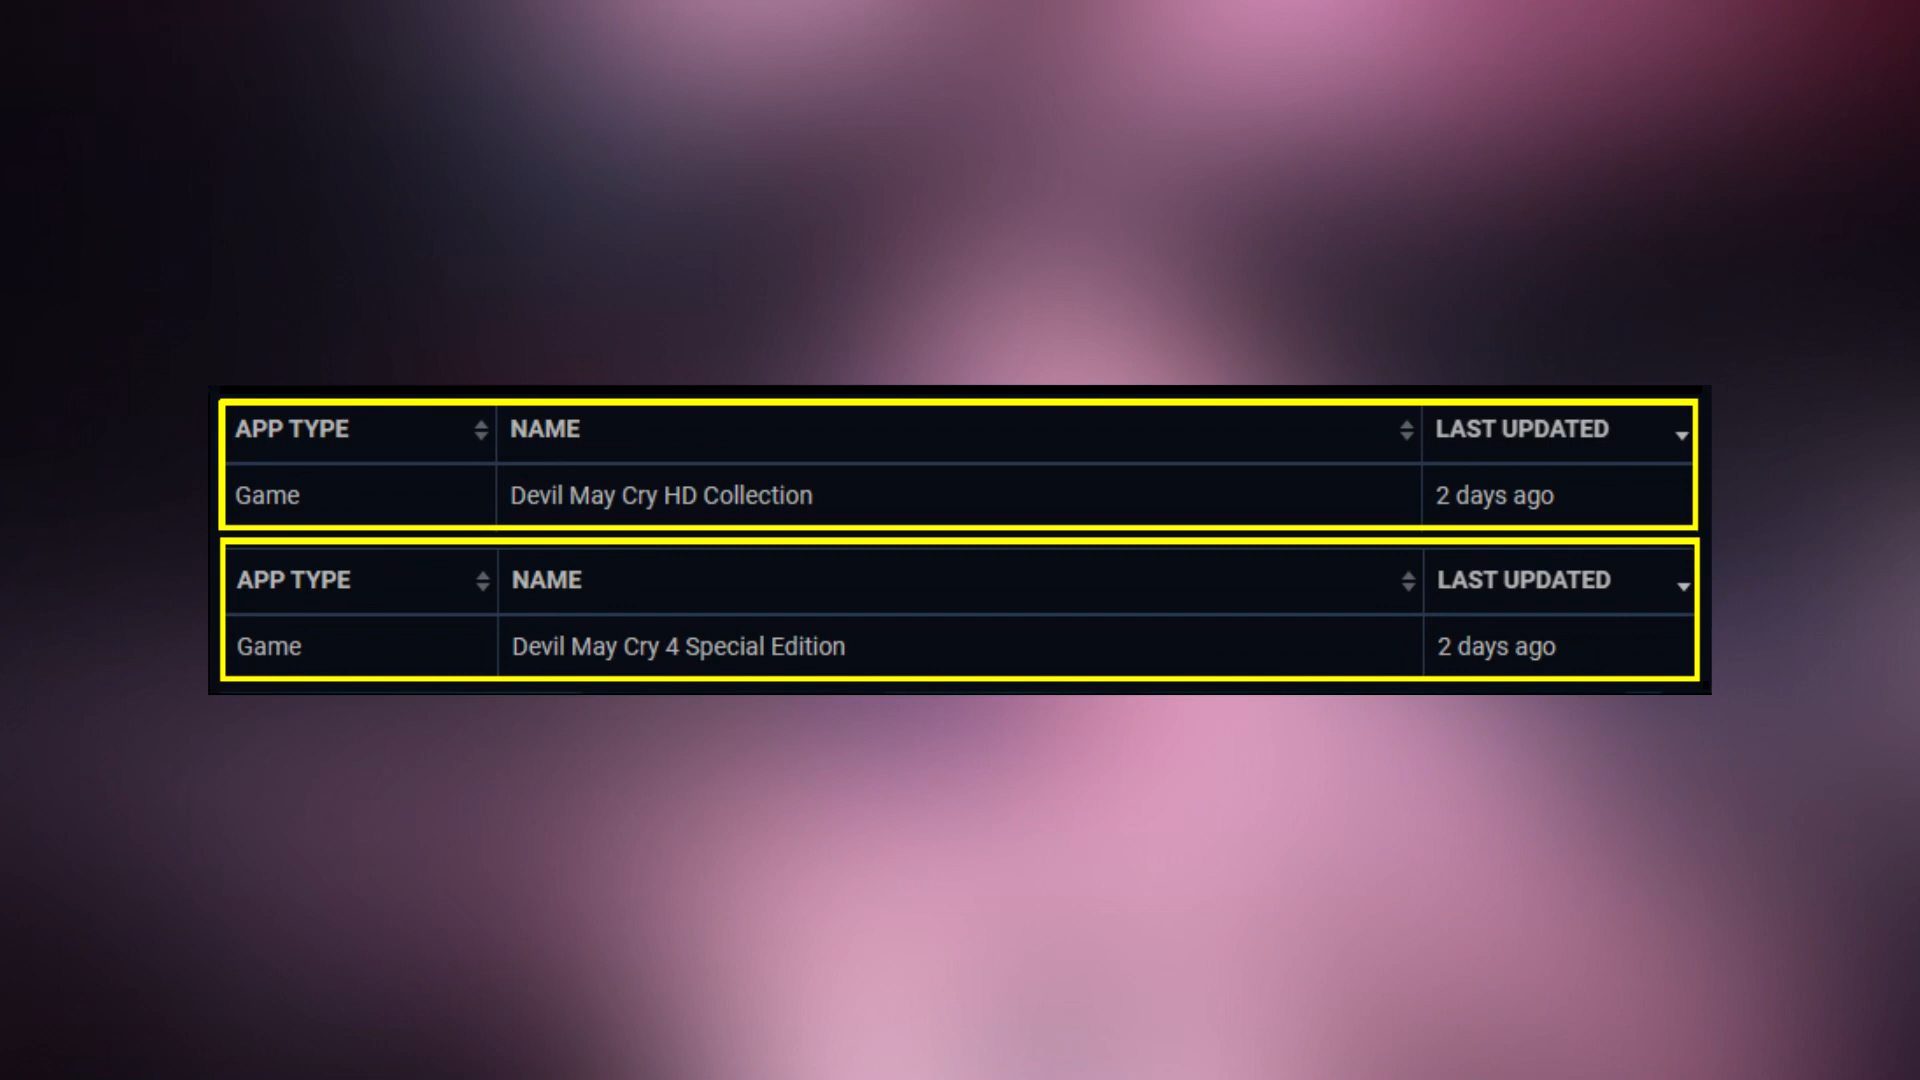 APP TYPE NAME LAST UPDATED
Game Devil May Cry HD Collection 2 days ago
APP TYPE NAME LAST UPDATED
Game Devil May Cry 4 Special Edition 2 days ago